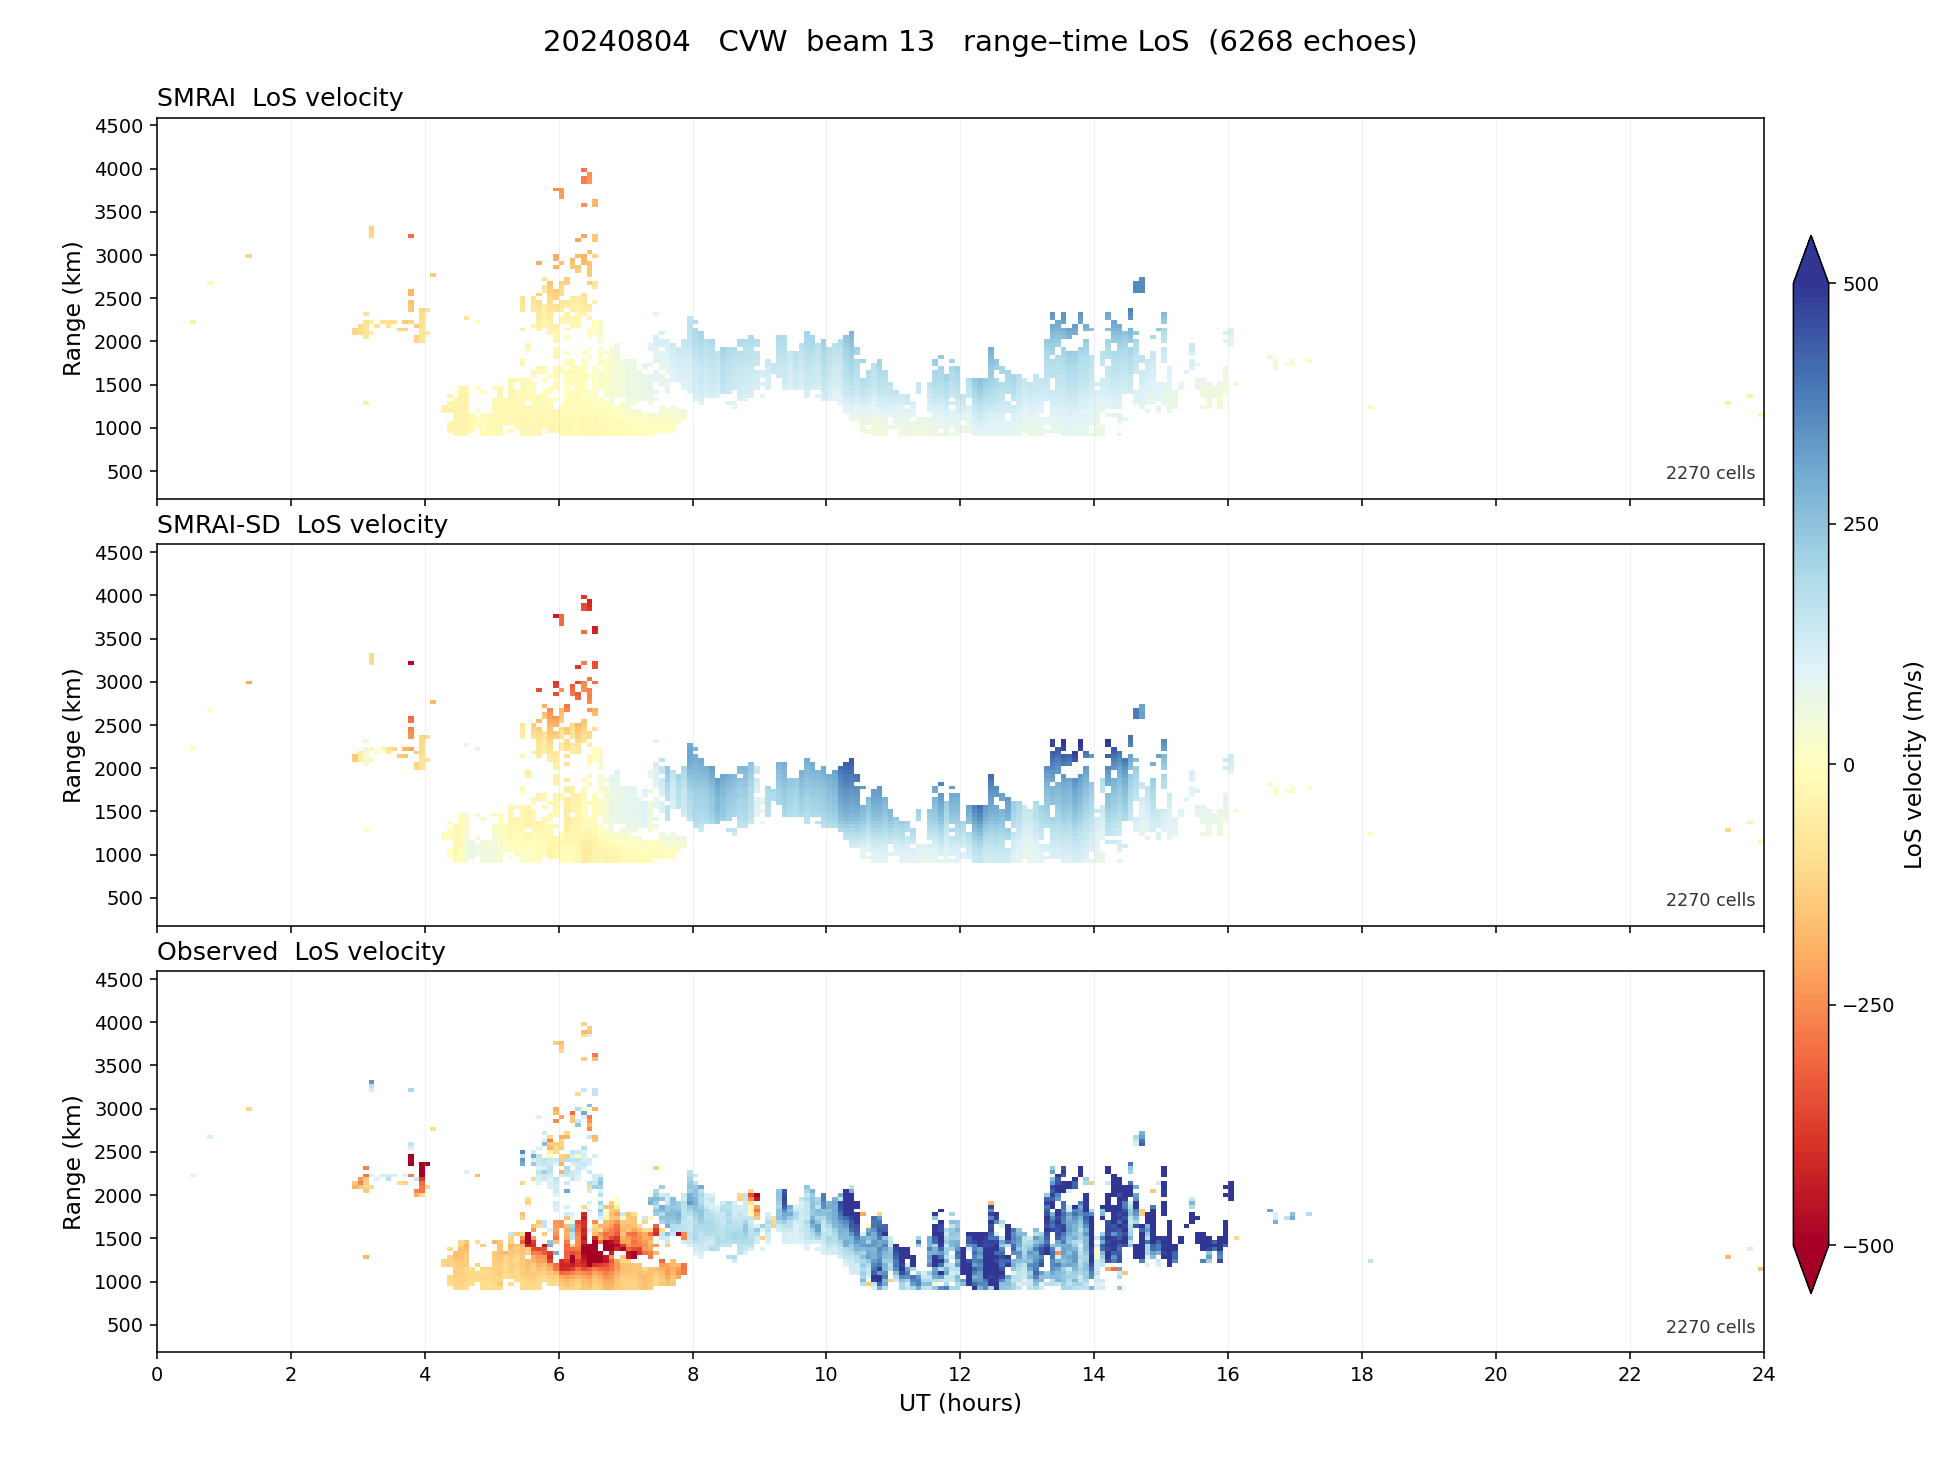 20240804   CVW  beam 13   range–time LoS  (6268 echoes)
SMRAI  LoS velocity
4500
4000
3500
3000
2500
2000
1500
1000
500
Range (km)
2270 cells
SMRAI-SD  LoS velocity
4500
4000
3500
3000
2500
2000
1500
1000
500
Range (km)
2270 cells
Observed  LoS velocity
4500
4000
3500
3000
2500
2000
1500
1000
500
Range (km)
2270 cells
0 2 4 6 8 10 12 14 16 18 20 22 24
UT (hours)
500
250
0
−250
−500
LoS velocity (m/s)